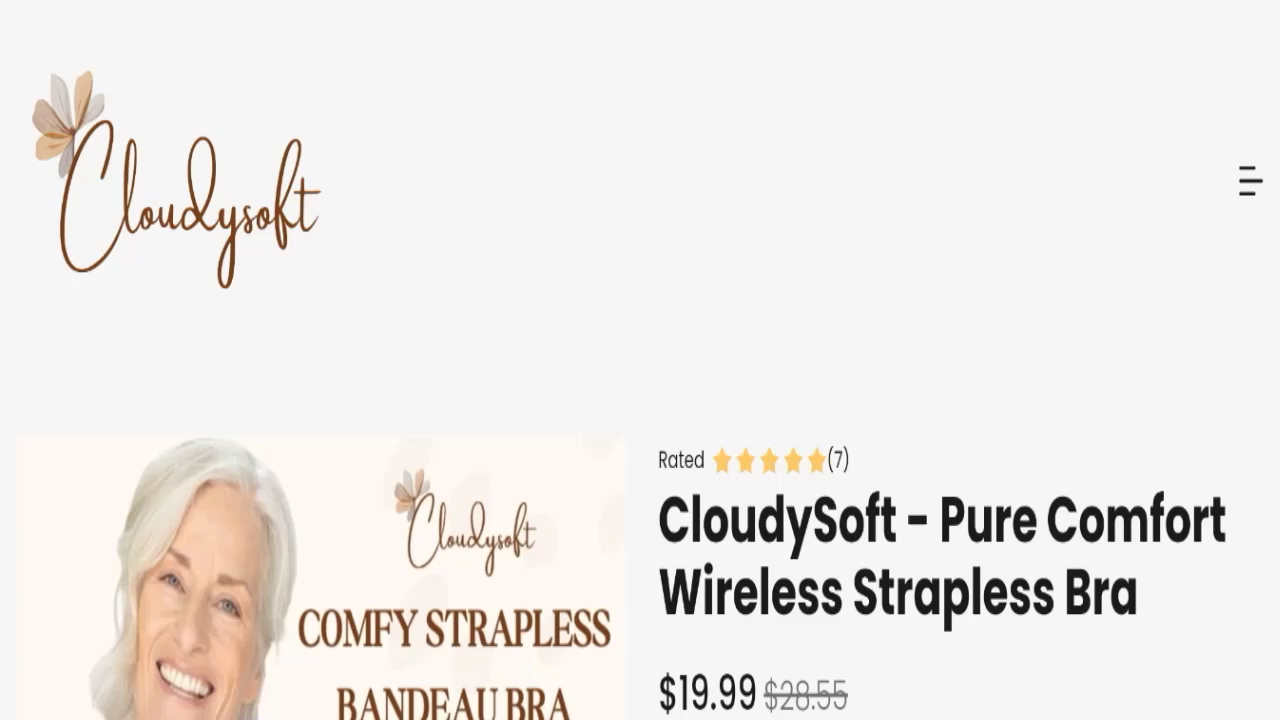 Cloudysoft
Rated (7)
CloudySoft - Pure Comfort
Wireless Strapless Bra
$19.99 $28.55
Cloudysoft
COMFY STRAPLESS
BANDEAU BRA